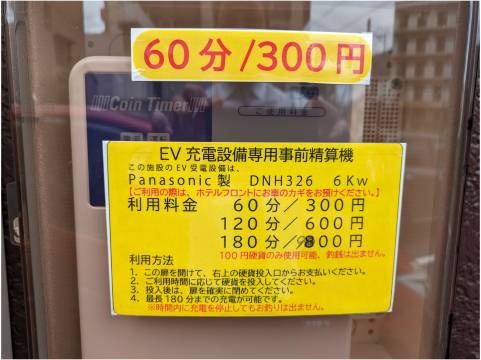 60分/300円
Coin Timer
ご使用料金
EV充電設備専用事前精算機
この施設のEV受電設備は、
Panasonic製 DNH326 6Kw
【ご利用の際は、ホテルフロントにお車のカギをお預けください。】
利用料金 60分/300円
120分/600円
180分/900円
100円硬貨のみ使用可能、釣銭は出ません。
利用方法
1. この扉を開けて、右上の硬貨投入口からお支払いください。
2. ご利用時間に応じて硬貨を投入してください。
3. 投入後は、扉を確実に閉めてください。
4. 最長180分までの充電が可能です。
※時間内に充電を停止してもお釣りは出ません。